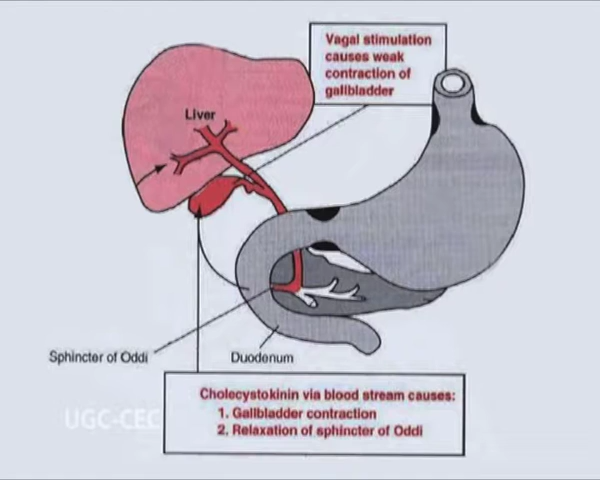 Vagal stimulation
causes weak
contraction of
gallbladder
Liver
Sphincter of Oddi
Duodenum
Cholecystokinin via blood stream causes:
1. Gallbladder contraction
2. Relaxation of sphincter of Oddi
UGC-CEC